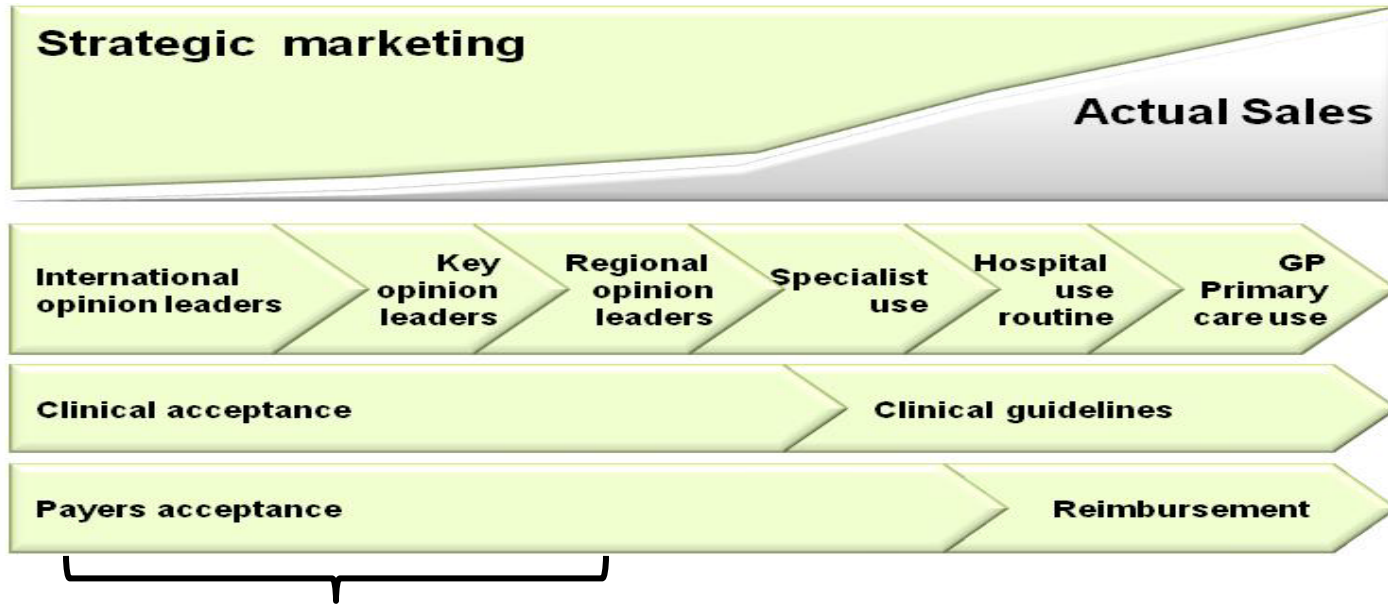 Strategic marketing
Actual Sales
International
opinion leaders
Key
opinion
leaders
Regional
opinion
leaders
Specialist
use
Hospital
use
routine
GP
Primary
care use
Clinical acceptance
Clinical guidelines
Payers acceptance
Reimbursement